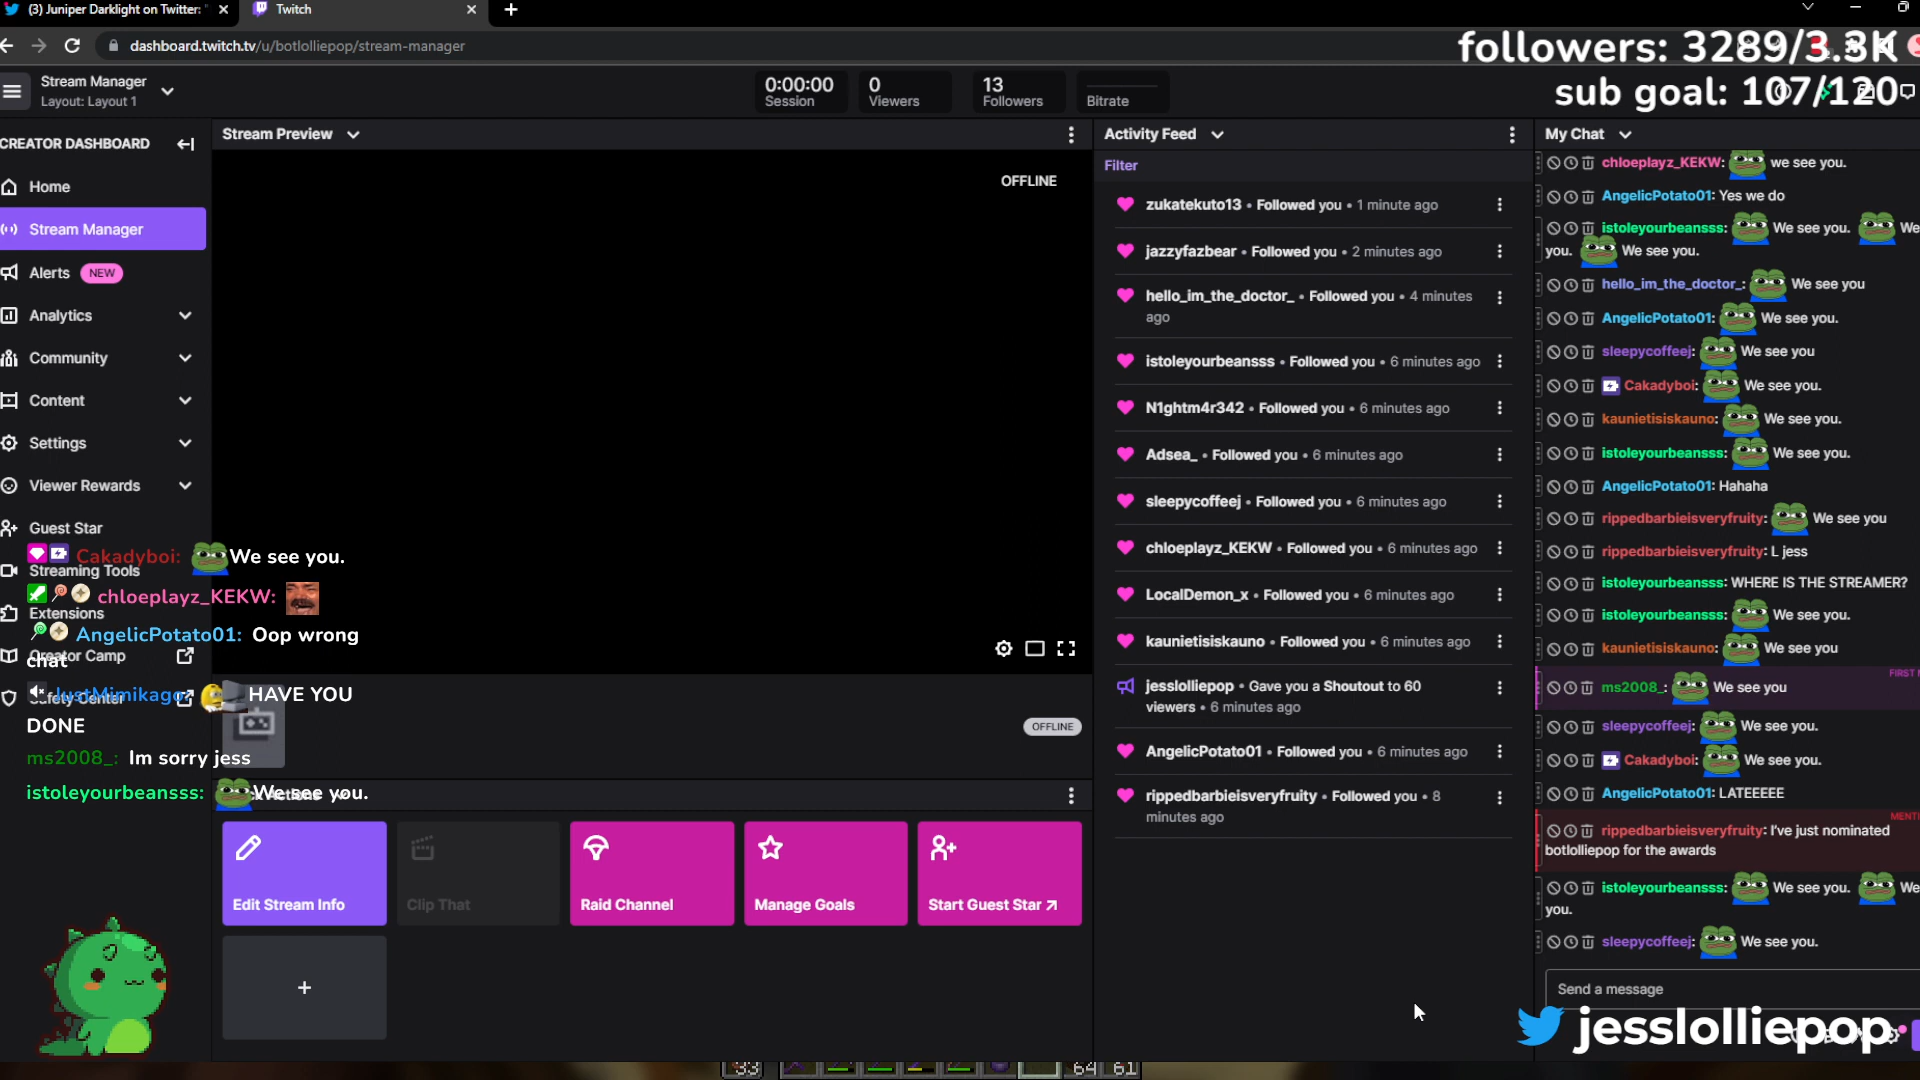 (3) Juniper Darklight on Twitter: "
Twitch
dashboard.twitch.tv/u/botlolliepop/stream-manager
followers: 3289/3.3K
sub goal: 107/120
Stream Manager
Layout: Layout 1
0:00:00
Session
0
Viewers
13
Followers
Bitrate
CREATOR DASHBOARD
Home
Stream Manager
Alerts NEW
Analytics
Community
Content
Settings
Viewer Rewards
Guest Star
Streaming Tools
Extensions
Creator Camp
Safety Center
Cakadyboi: We see you.
chloeplayz_KEKW:
AngelicPotato01: Oop wrong
chat
JustMimikago: HAVE YOU
DONE
ms2008_: Im sorry jess
istoleyourbeansss: We see you.
Stream Preview
OFFLINE
OFFLINE
Edit Stream Info
Clip That
Raid Channel
Manage Goals
Start Guest Star
+
Activity Feed
Filter
zukatekuto13 • Followed you • 1 minute ago
jazzyfazbear • Followed you • 2 minutes ago
hello_im_the_doctor_ • Followed you • 4 minutes
ago
istoleyourbeansss • Followed you • 6 minutes ago
N1ghtm4r342 • Followed you • 6 minutes ago
Adsea_ • Followed you • 6 minutes ago
sleepycoffeej • Followed you • 6 minutes ago
chloeplayz_KEKW • Followed you • 6 minutes ago
LocalDemon_x • Followed you • 6 minutes ago
kaunietisiskauno • Followed you • 6 minutes ago
jesslolliepop • Gave you a Shoutout to 60
viewers • 6 minutes ago
AngelicPotato01 • Followed you • 6 minutes ago
rippedbarbieisveryfruity • Followed you • 8
minutes ago
My Chat
chloeplayz_KEKW: we see you.
AngelicPotato01: Yes we do
istoleyourbeansss: We see you. We
you. We see you.
hello_im_the_doctor_: We see you
AngelicPotato01: We see you.
sleepycoffeej: We see you
Cakadyboi: We see you.
kaunietisiskauno: We see you.
istoleyourbeansss: We see you.
AngelicPotato01: Hahaha
rippedbarbieisveryfruity: We see you
rippedbarbieisveryfruity: L jess
istoleyourbeansss: WHERE IS THE STREAMER?
istoleyourbeansss: We see you.
kaunietisiskauno: We see you
FIRST
ms2008_: We see you
sleepycoffeej: We see you.
Cakadyboi: We see you.
AngelicPotato01: LATEEEEE
MENTI
rippedbarbieisveryfruity: I've just nominated
botlolliepop for the awards
istoleyourbeansss: We see you. We
you.
sleepycoffeej: We see you.
Send a message
jesslolliepop
33
64 61